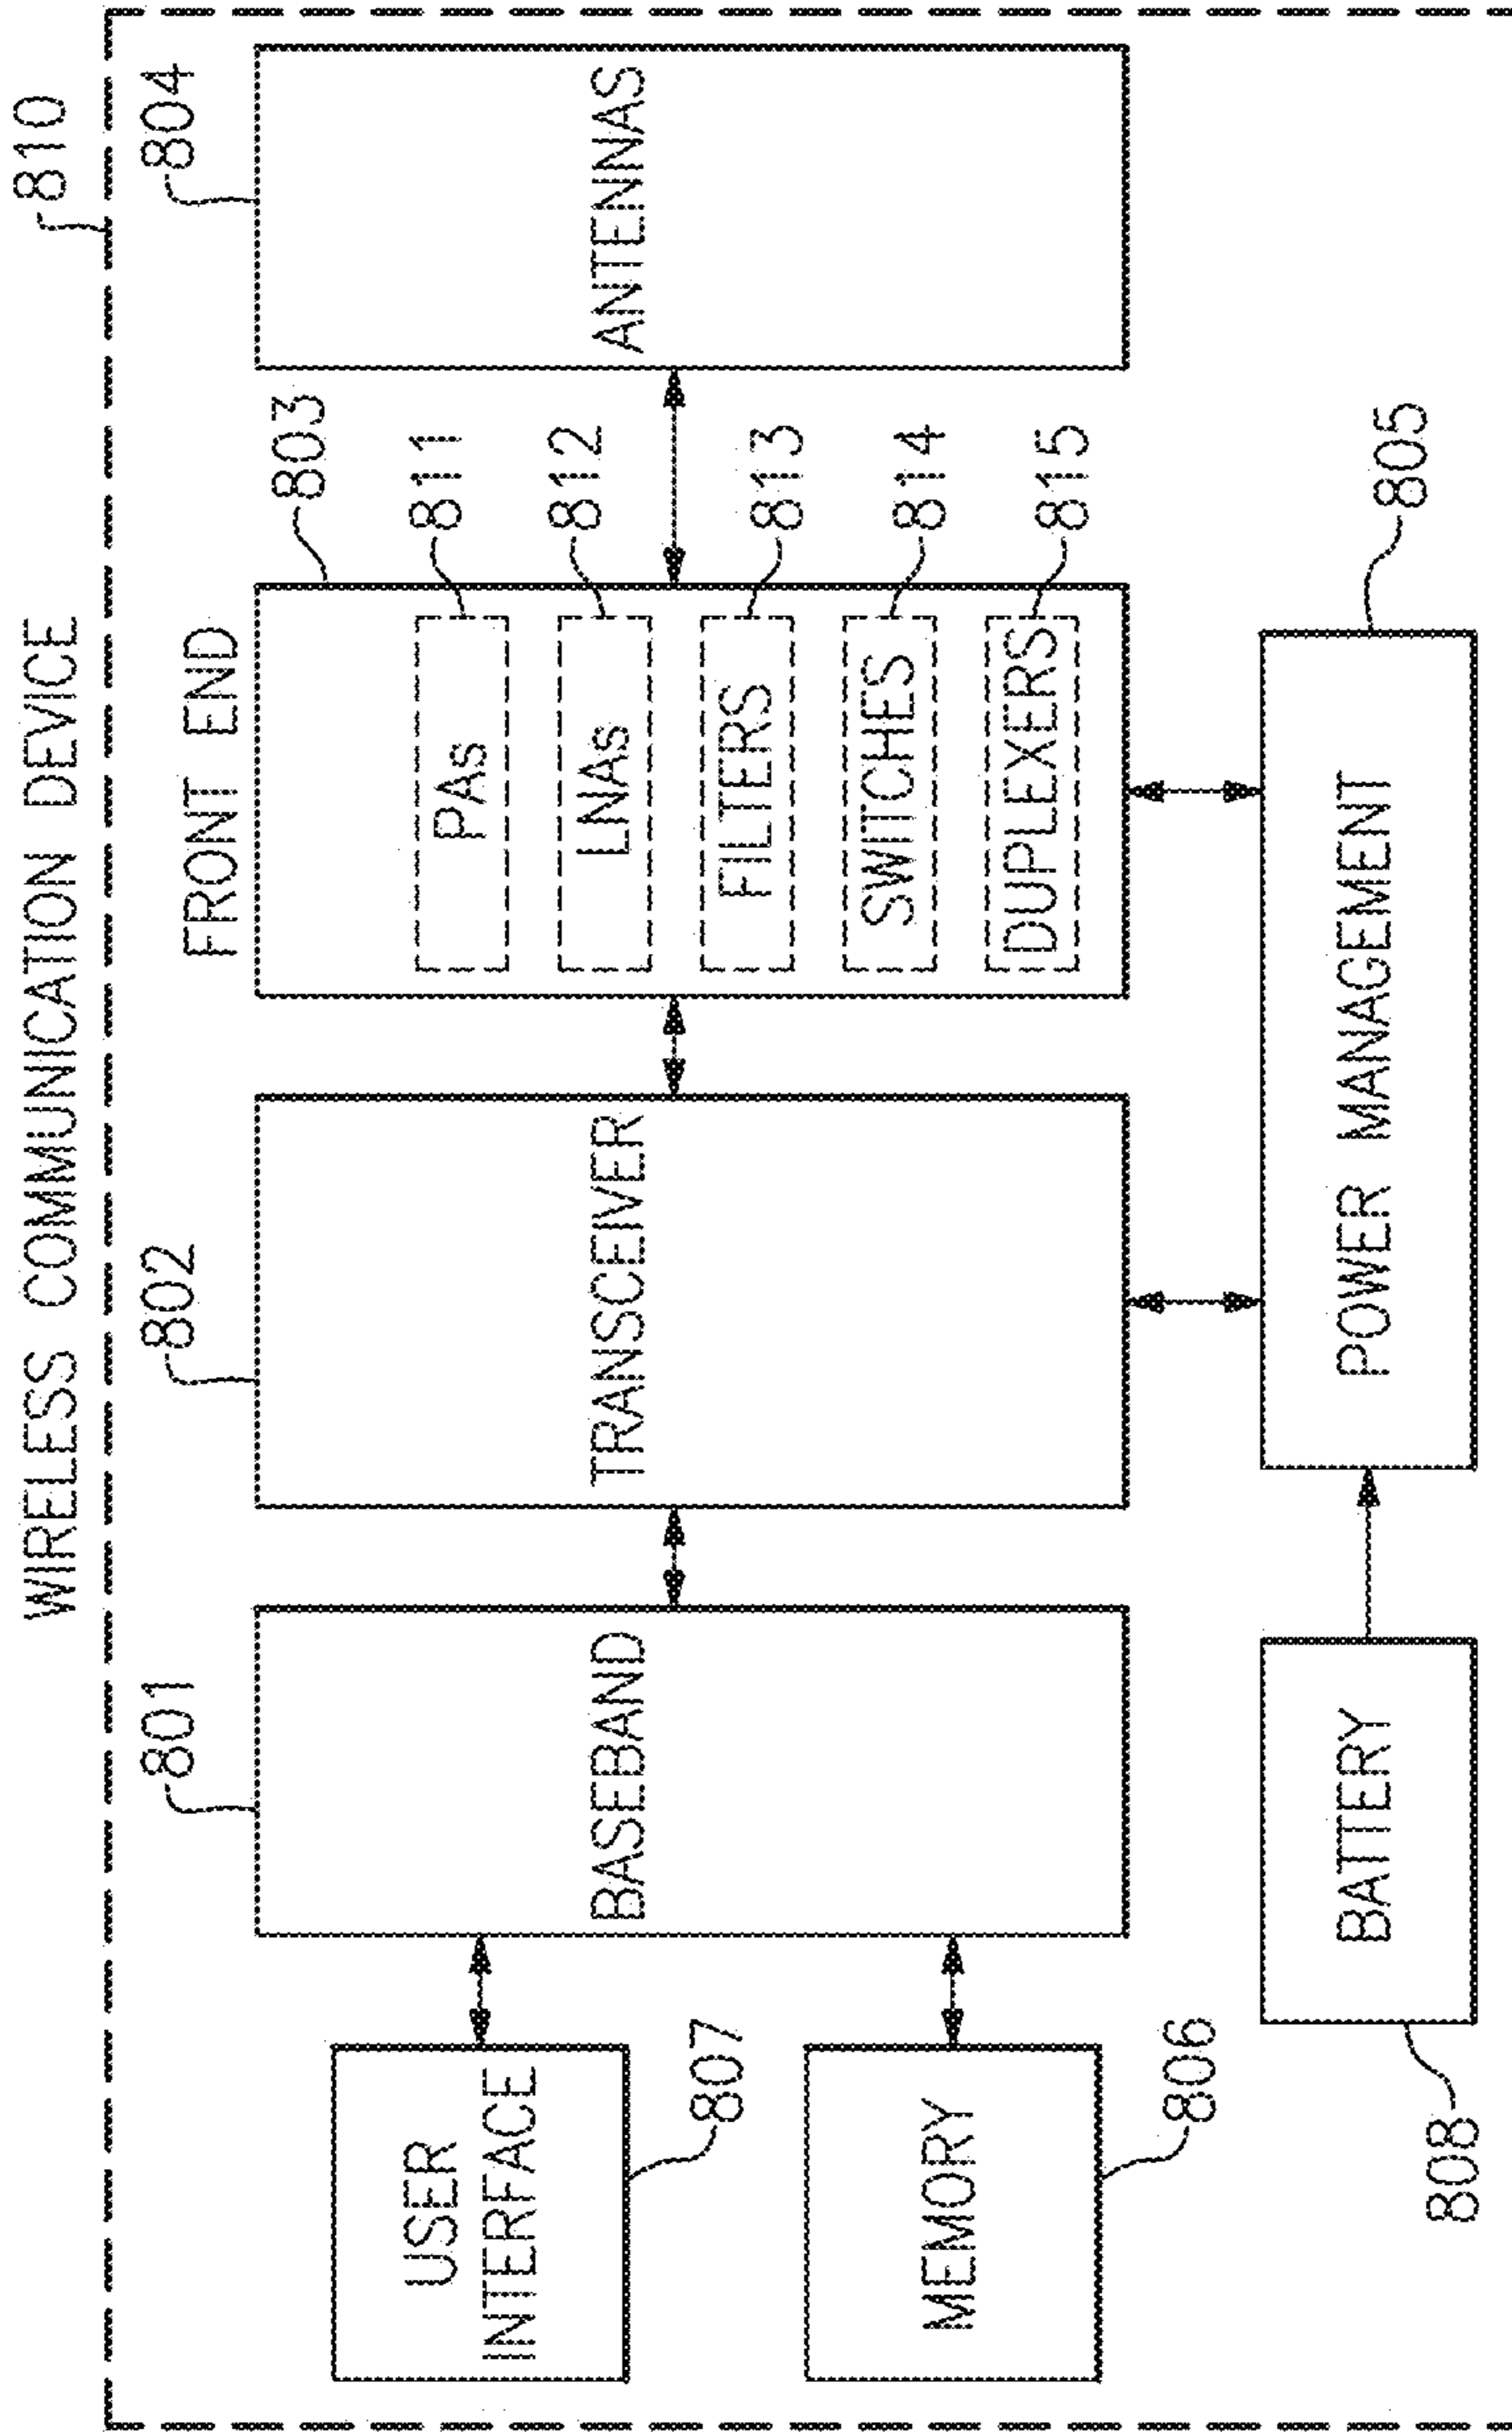 WIRELESS COMMUNICATION DEVICE
810
801
802
FRONT END
803
804
USER
INTERFACE
807
MEMORY
806
BASEBAND
TRANSCEIVER
PAs
811
LNAs
812
FILTERS
813
SWITCHES
814
DUPLEXERS
815
ANTENNAS
808
BATTERY
POWER MANAGEMENT
805